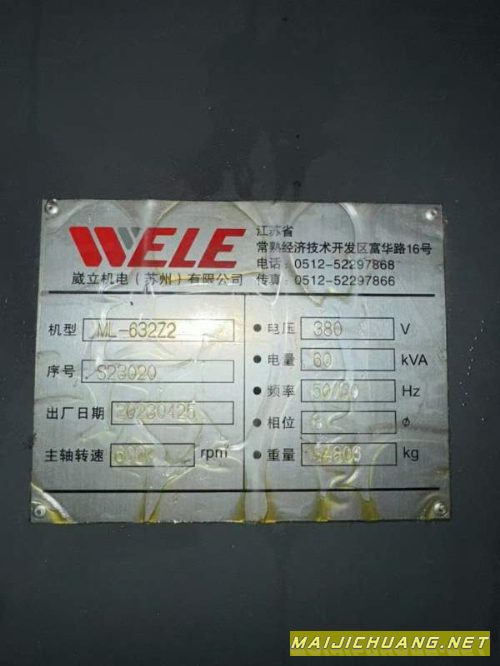 WELE
江苏省
常熟经济技术开发区富华路16号
电话：0512-52297868
传真：0512-52297866
崴立机电（苏州）有限公司
机型 ML-632Z2
序号 S23020
出厂日期 20230426
主轴转速 rpm
电压 380 V
电量 60 kVA
频率 50/60 Hz
相位 ø
重量 kg
MAIJICHUANG.NET